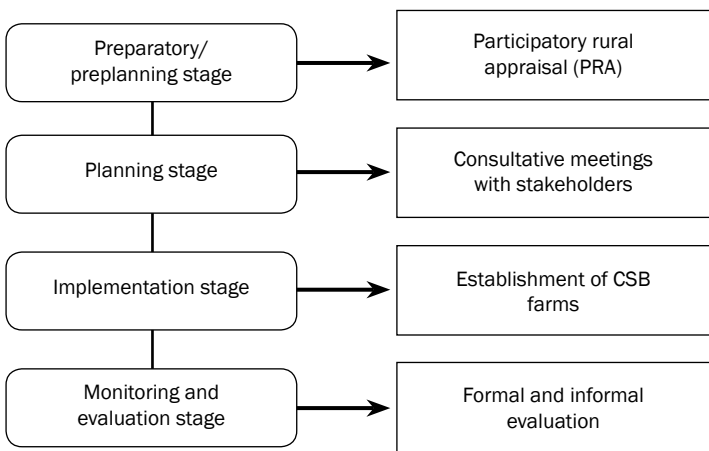 Preparatory/
preplanning stage
Participatory rural
appraisal (PRA)
Planning stage
Consultative meetings
with stakeholders
Implementation stage
Establishment of CSB
farms
Monitoring and
evaluation stage
Formal and informal
evaluation